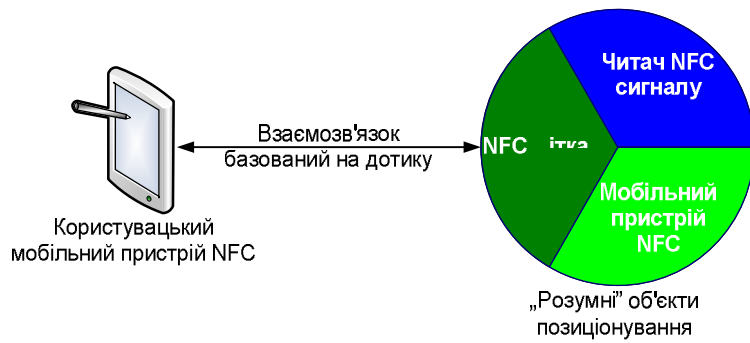 Читач NFC
сигналу
Взаємозв'язок
базований на дотику
NFC ітка
Мобільний
пристрій
NFC
Користувацький
мобільний пристрій NFC
„Розумні” об'єкти
позиціонування